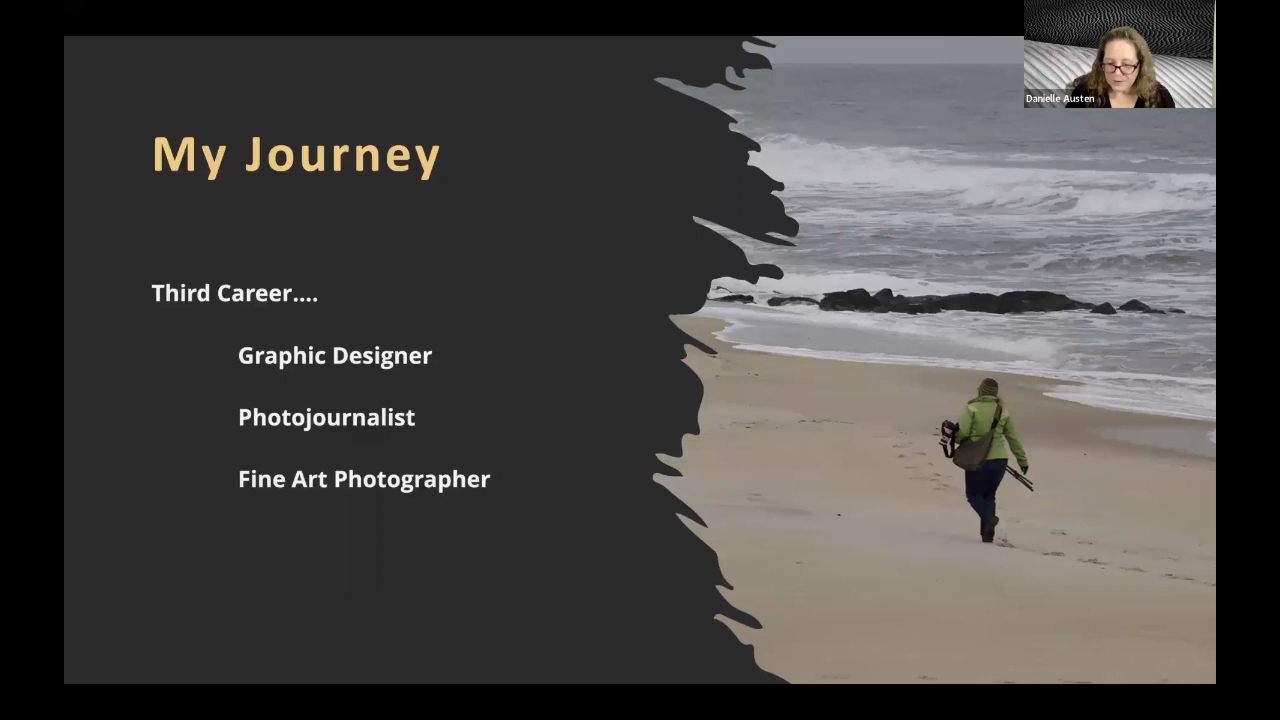 Danielle Austen
My Journey
Third Career....
Graphic Designer
Photojournalist
Fine Art Photographer